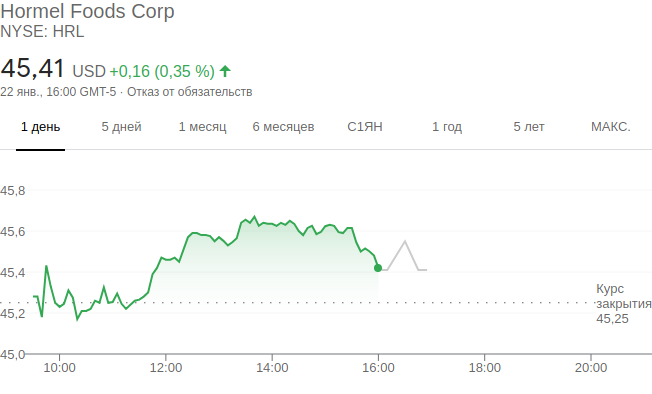 Hormel Foods Corp
NYSE: HRL
45,41 USD +0,16 (0,35 %)
22 янв., 16:00 GMT-5 · Отказ от обязательств
1 день 5 дней 1 месяц 6 месяцев С1ЯН 1 год 5 лет МАКС.
45,8
45,6
45,4
Курс
закрытия
45,2
45,25
45,0
10:00 12:00 14:00 16:00 18:00 20:00